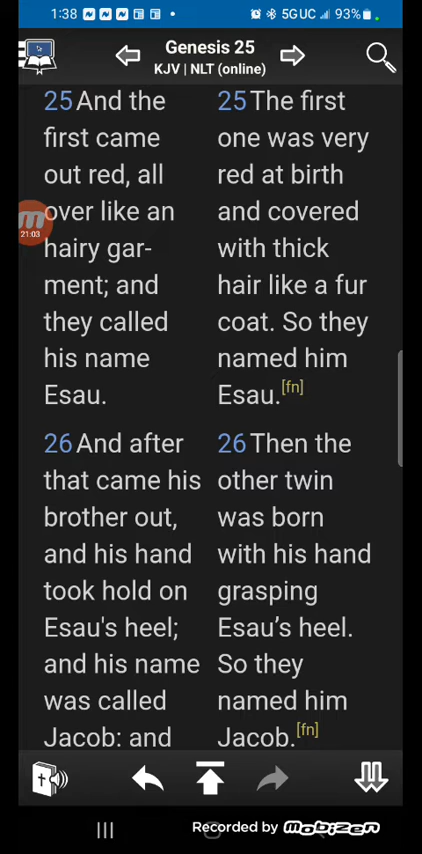 1:38 5GUC 93%
Genesis 25
KJV | NLT (online)
25 And the
first came
out red, all
over like an
hairy gar-
ment; and
they called
his name
Esau.
26 And after
that came his
brother out,
and his hand
took hold on
Esau's heel;
and his name
was called
Jacob: and
25 The first
one was very
red at birth
and covered
with thick
hair like a fur
coat. So they
named him
Esau.[fn]
26 Then the
other twin
was born
with his hand
grasping
Esau’s heel.
So they
named him
Jacob.[fn]
21:03
Recorded by mobizen